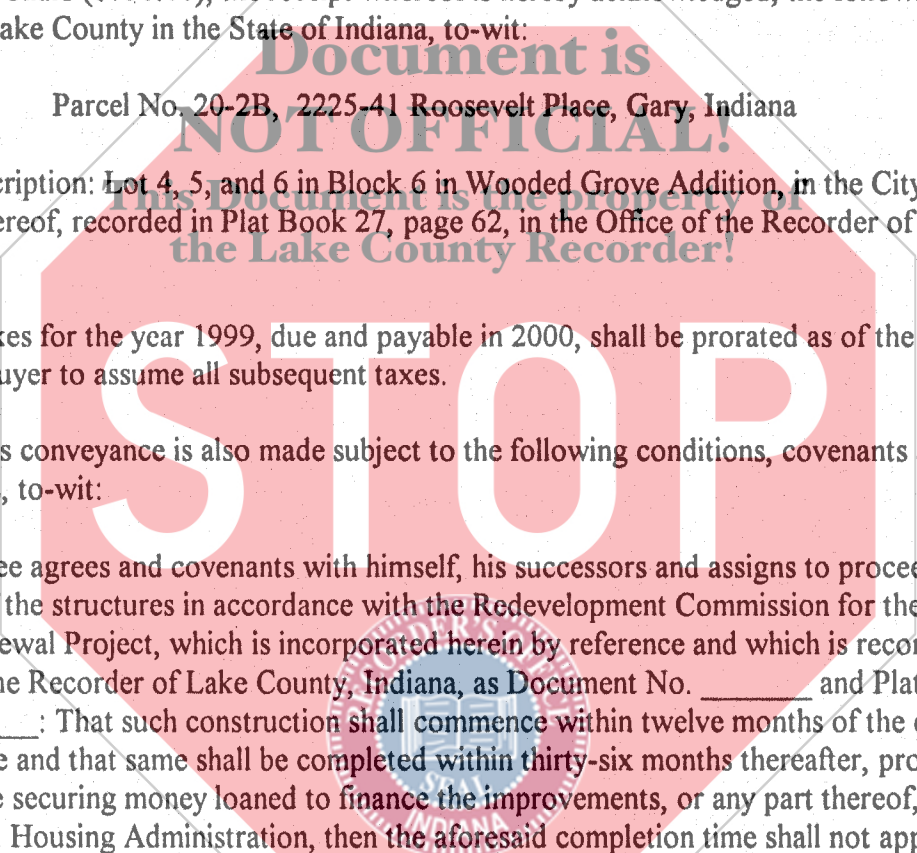 ake County in the State of Indiana, to-wit:
Document is
Parcel No. 20-2B, 2225-41 Roosevelt Place, Gary, Indiana
NOT OFFICIAL!
ription: Lot 4, 5, and 6 in Block 6 in Wooded Grove Addition, in the City
This Document is the property of
ereof, recorded in Plat Book 27, page 62, in the Office of the Recorder of
the Lake County Recorder!
xes for the year 1999, due and payable in 2000, shall be prorated as of the
uyer to assume all subsequent taxes.
STOP
s conveyance is also made subject to the following conditions, covenants
, to-wit:
ee agrees and covenants with himself, his successors and assigns to procee
the structures in accordance with the Redevelopment Commission for the
ewal Project, which is incorporated herein by reference and which is recor
he Recorder of Lake County, Indiana, as Document No. ________ and Plat
___: That such construction shall commence within twelve months of the
e and that same shall be completed within thirty-six months thereafter, pro
e securing money loaned to finance the improvements, or any part thereof,
Housing Administration, then the aforesaid completion time shall not app
SEAL
INDIANA